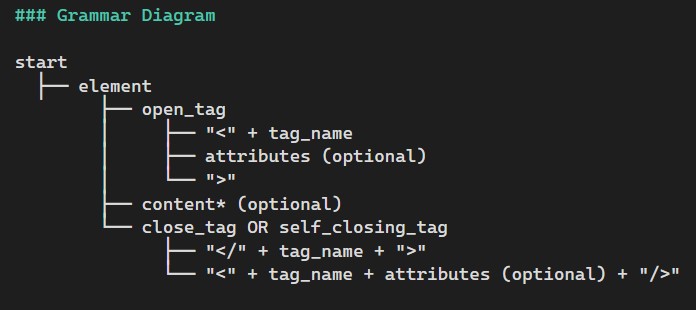 ### Grammar Diagram
start
├── element
├── open_tag
├── "<" + tag_name
├── attributes (optional)
└── ">"
├── content* (optional)
└── close_tag OR self_closing_tag
├── "</" + tag_name + ">"
└── "<" + tag_name + attributes (optional) + "/>"